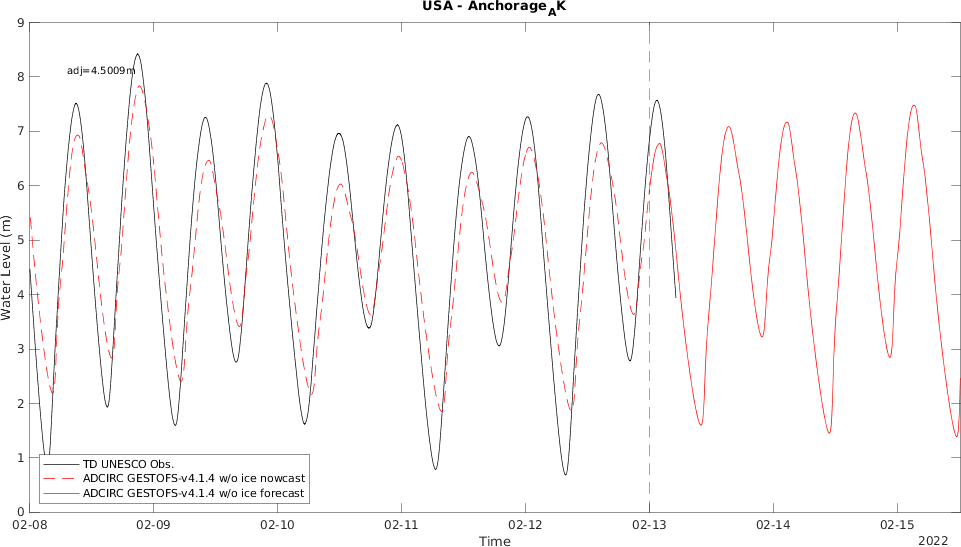 USA - Anchorage_AK
9
8
7
6
5
4
3
2
1
0
adj=4.5009m
Water Level (m)
TD UNESCO Obs.
ADCIRC GESTOFS-v4.1.4 w/o ice nowcast
ADCIRC GESTOFS-v4.1.4 w/o ice forecast
02-08 02-09 02-10 02-11 02-12 02-13 02-14 02-15
Time
2022